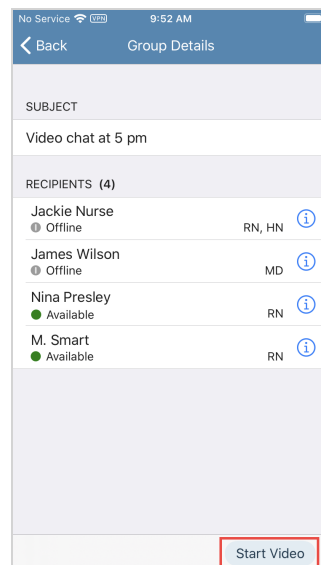 No Service VPN 9:52 AM
Back Group Details
SUBJECT
Video chat at 5 pm
RECIPIENTS (4)
Jackie Nurse
Offline RN, HN
James Wilson
Offline MD
Nina Presley
Available RN
M. Smart
Available RN
Start Video